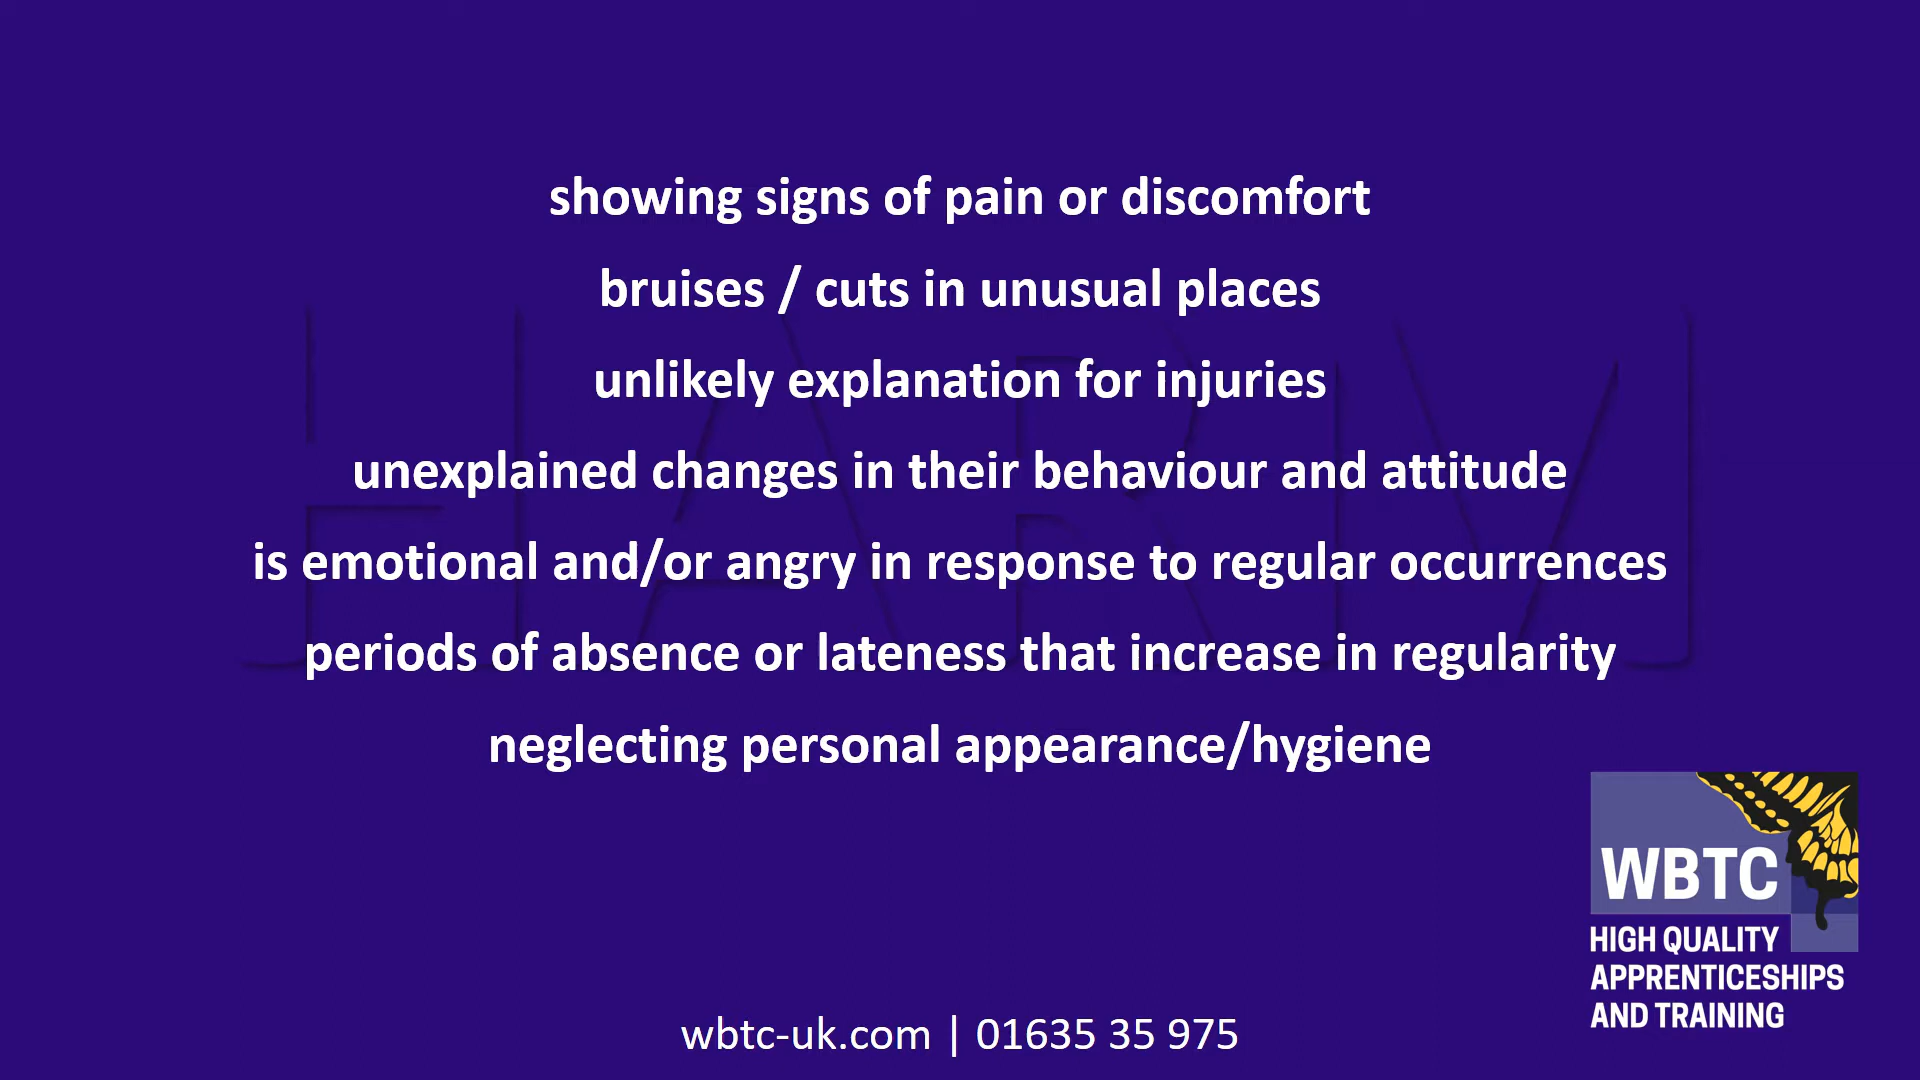 showing signs of pain or discomfort
bruises / cuts in unusual places
unlikely explanation for injuries
unexplained changes in their behaviour and attitude
is emotional and/or angry in response to regular occurrences
periods of absence or lateness that increase in regularity
neglecting personal appearance/hygiene
HARM
WBTC
HIGH QUALITY
APPRENTICESHIPS
AND TRAINING
wbtc-uk.com | 01635 35 975